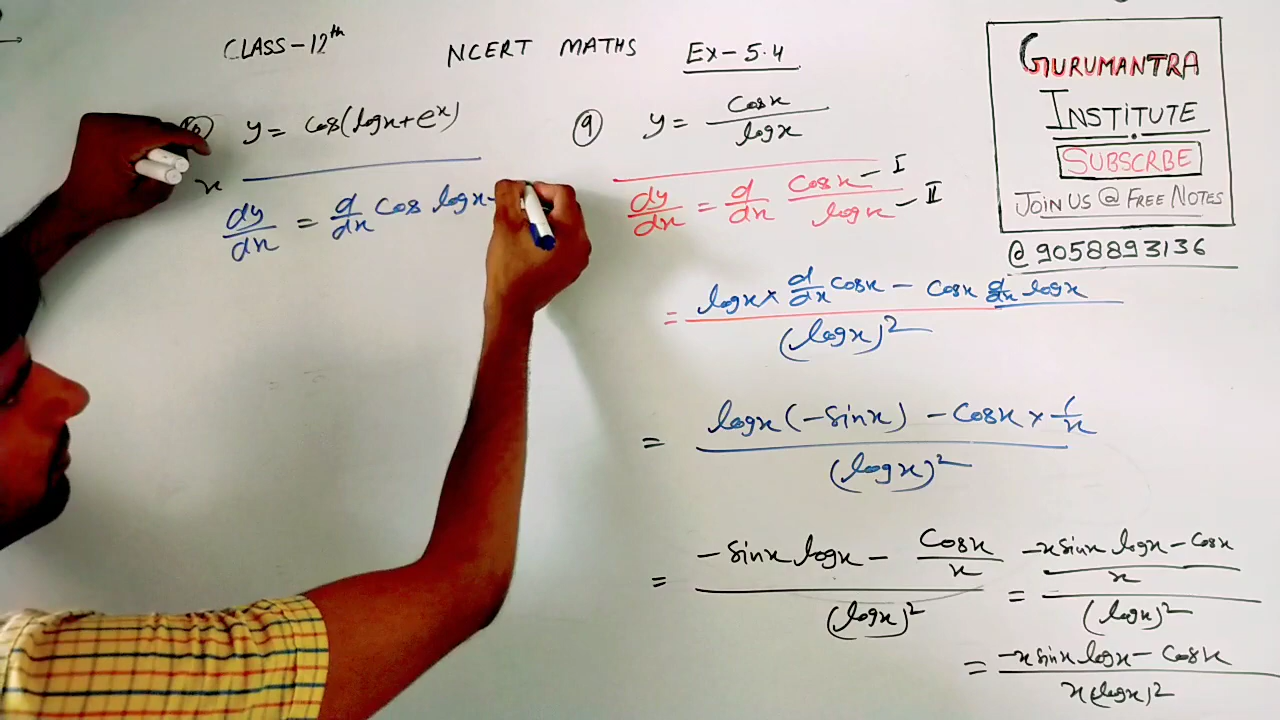 CLASS-12th NCERT MATHS Ex-5.4
y = cos(logx+e^x)
dy/dx = d/dx cos logx
⑨ y = cosx/logx
dy/dx = d/dx cosx - I / logx - II
= (logx × d/dx cosx - cosx d/dx logx)/(logx)²
= (logx(-sinx) - cosx × 1/x)/(logx)²
= (-sinx logx - cosx/x)/(logx)² = ((-x sinx logx - cosx)/x)/(logx)²
= (-x sinx logx - cosx)/(x(logx)²)
GURUMANTRA
INSTITUTE
SUBSCRBE
JOIN US @ FREE NOTES
@ 9058893136